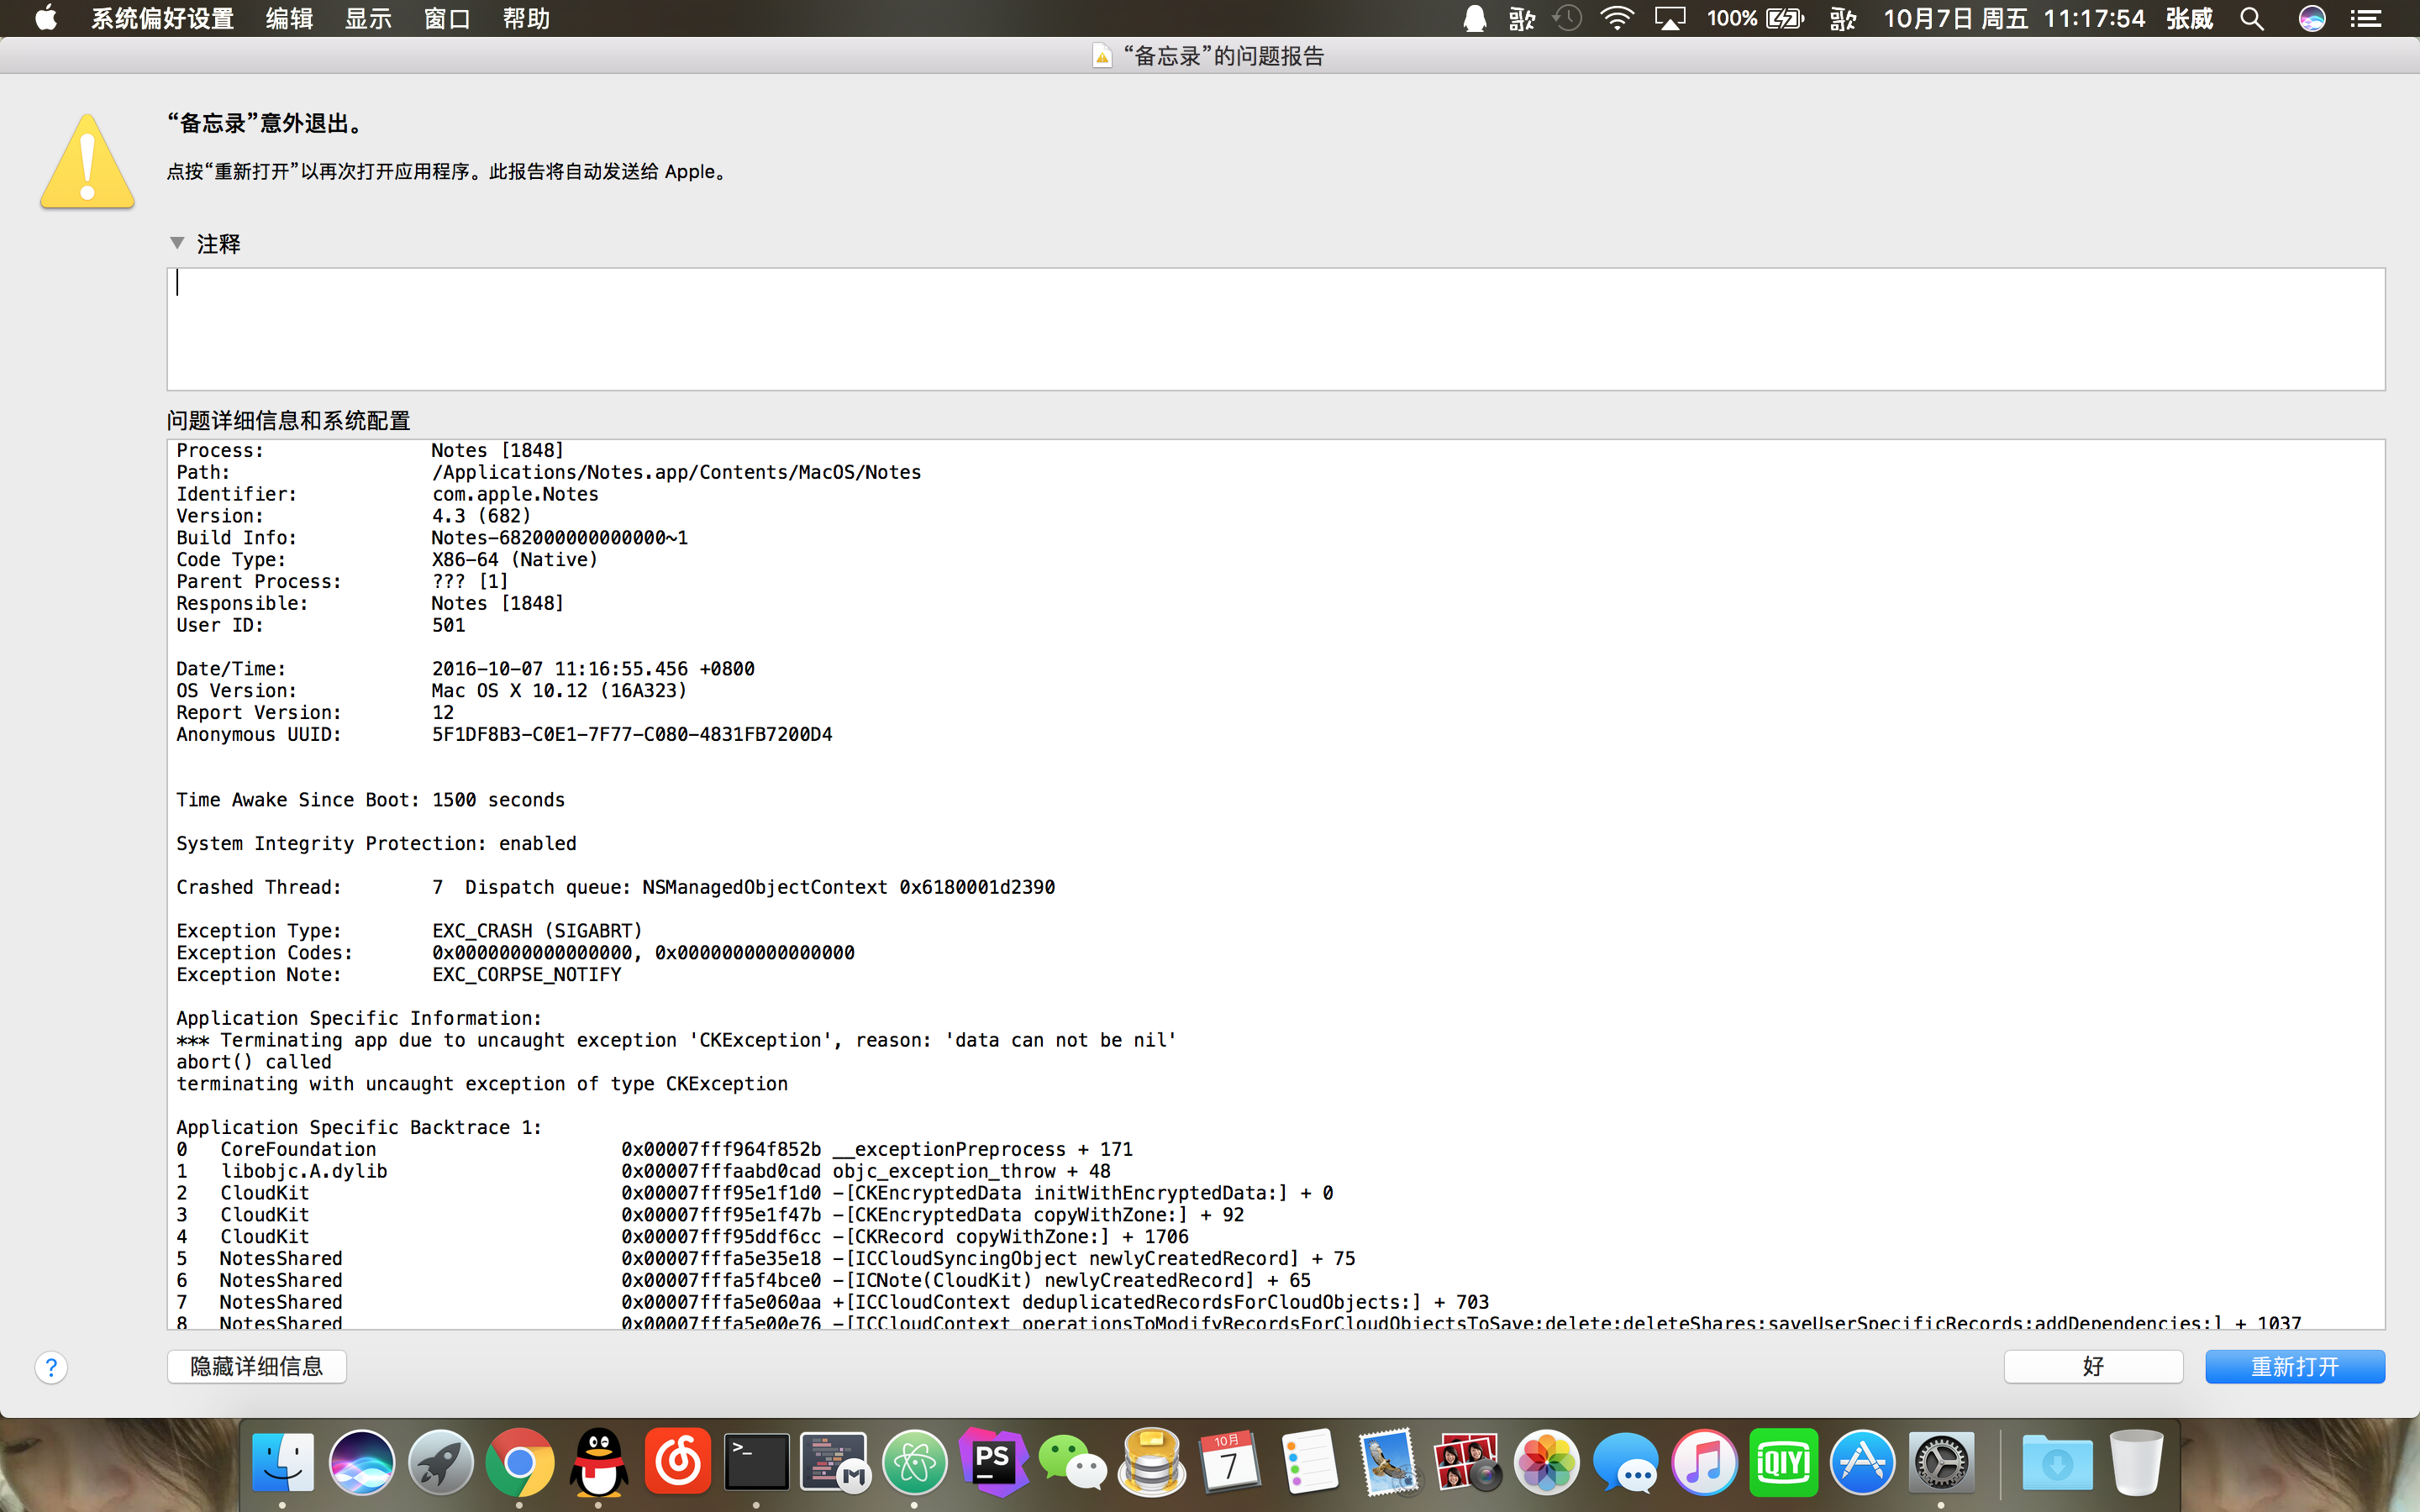 系统偏好设置 编辑 显示 窗口 帮助 歌 100% 歌 10月7日 周五 11:17:54 张威
“备忘录”的问题报告
“备忘录”意外退出。
点按“重新打开”以再次打开应用程序。此报告将自动发送给 Apple。
注释
问题详细信息和系统配置
Process: Notes [1848]
Path: /Applications/Notes.app/Contents/MacOS/Notes
Identifier: com.apple.Notes
Version: 4.3 (682)
Build Info: Notes-682000000000000~1
Code Type: X86-64 (Native)
Parent Process: ??? [1]
Responsible: Notes [1848]
User ID: 501
Date/Time: 2016-10-07 11:16:55.456 +0800
OS Version: Mac OS X 10.12 (16A323)
Report Version: 12
Anonymous UUID: 5F1DF8B3-C0E1-7F77-C080-4831FB7200D4
Time Awake Since Boot: 1500 seconds
System Integrity Protection: enabled
Crashed Thread: 7 Dispatch queue: NSManagedObjectContext 0x6180001d2390
Exception Type: EXC_CRASH (SIGABRT)
Exception Codes: 0x0000000000000000, 0x0000000000000000
Exception Note: EXC_CORPSE_NOTIFY
Application Specific Information:
*** Terminating app due to uncaught exception 'CKException', reason: 'data can not be nil'
abort() called
terminating with uncaught exception of type CKException
Application Specific Backtrace 1:
0 CoreFoundation 0x00007fff964f852b __exceptionPreprocess + 171
1 libobjc.A.dylib 0x00007fffaabd0cad objc_exception_throw + 48
2 CloudKit 0x00007fff95e1f1d0 -[CKEncryptedData initWithEncryptedData:] + 0
3 CloudKit 0x00007fff95e1f47b -[CKEncryptedData copyWithZone:] + 92
4 CloudKit 0x00007fff95ddf6cc -[CKRecord copyWithZone:] + 1706
5 NotesShared 0x00007fffa5e35e18 -[ICCloudSyncingObject newlyCreatedRecord] + 75
6 NotesShared 0x00007fffa5f4bce0 -[ICNote(CloudKit) newlyCreatedRecord] + 65
7 NotesShared 0x00007fffa5e060aa +[ICCloudContext deduplicatedRecordsForCloudObjects:] + 703
8 NotesShared 0x00007fffa5e00e76 -[ICCloudContext operationsToModifyRecordsForCloudObjectsToSave:delete:deleteShares:saveUserSpecificRecords:addDependencies:] + 1037
? 隐藏详细信息 好 重新打开
>_ M PS 10月 7 iQIYI